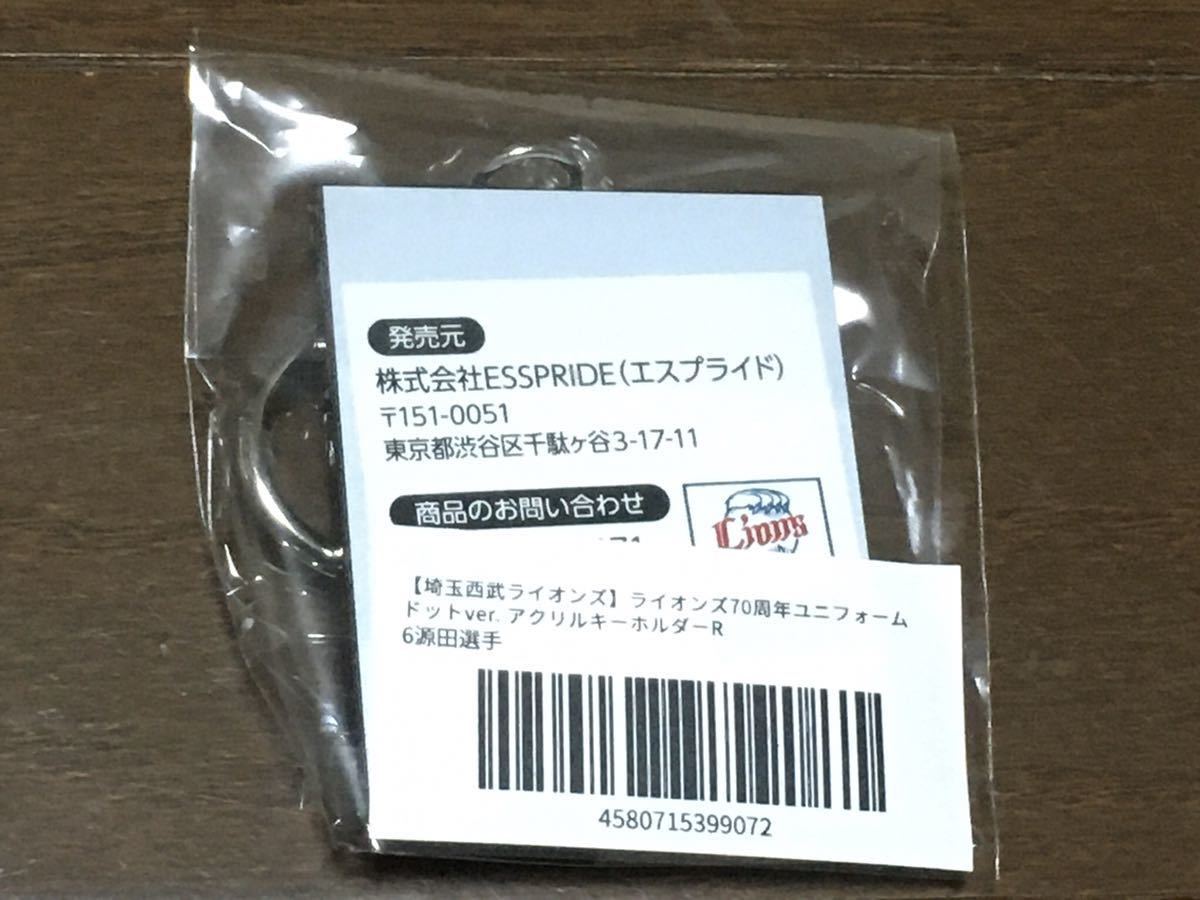 発売元
株式会社ESSPRIDE(エスプライド)
〒151-0051
東京都渋谷区千駄ヶ谷3-17-11
商品のお問い合わせ
Lions
【埼玉西武ライオンズ】ライオンズ70周年ユニフォーム
ドットver. アクリルキーホルダーR
6源田選手
4580715399072